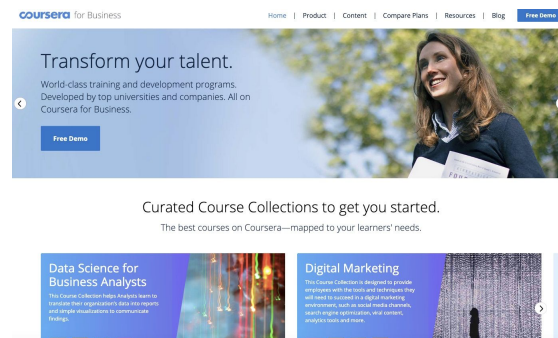 coursera for Business
Home | Product | Content | Compare Plans | Resources | Blog
Free Demo
Transform your talent.
World-class training and development programs.
Developed by top universities and companies. All on
Coursera for Business.
Free Demo
Curated Course Collections to get you started.
The best courses on Coursera—mapped to your learners' needs.
Data Science for
Business Analysts
This Course Collection helps Analysts learn to
translate their organization's data into reports
and simple visualizations to communicate
findings.
Digital Marketing
This Course Collection is designed to provide
employees with the tools and techniques they
will need to succeed in a digital marketing
environment, such as social media channels,
search engine optimization, viral content,
analytics tools and more.